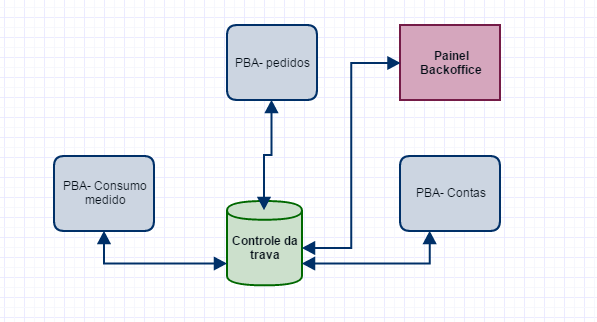 PBA- pedidos
Painel
Backoffice
PBA- Consumo
medido
PBA- Contas
Controle da
trava